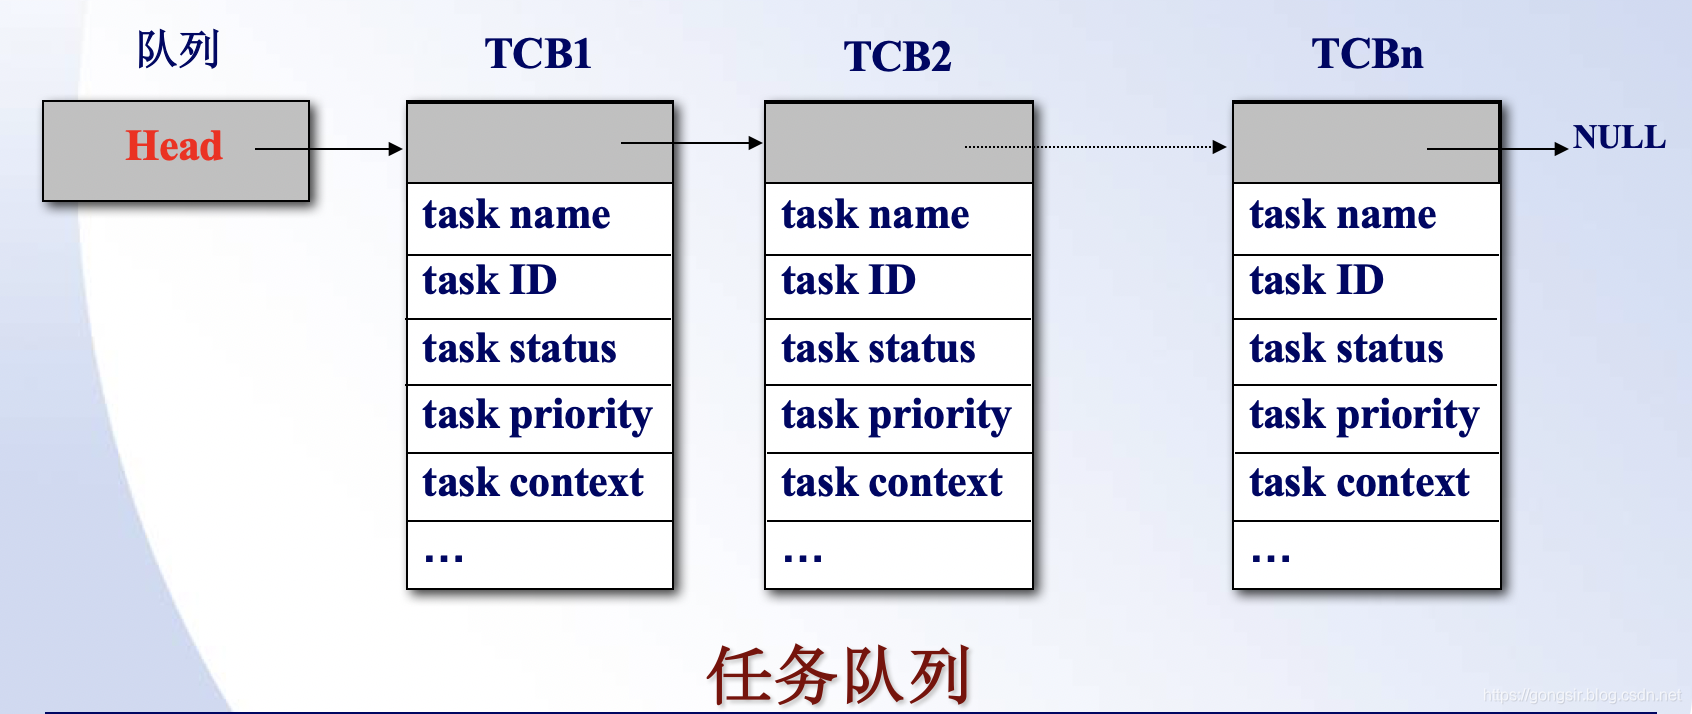 队列 TCB1 TCB2 TCBn
Head NULL
task name task name task name
task ID task ID task ID
task status task status task status
task priority task priority task priority
task context task context task context
... ... ...
任务队列
https://gongsir.blog.csdn.net